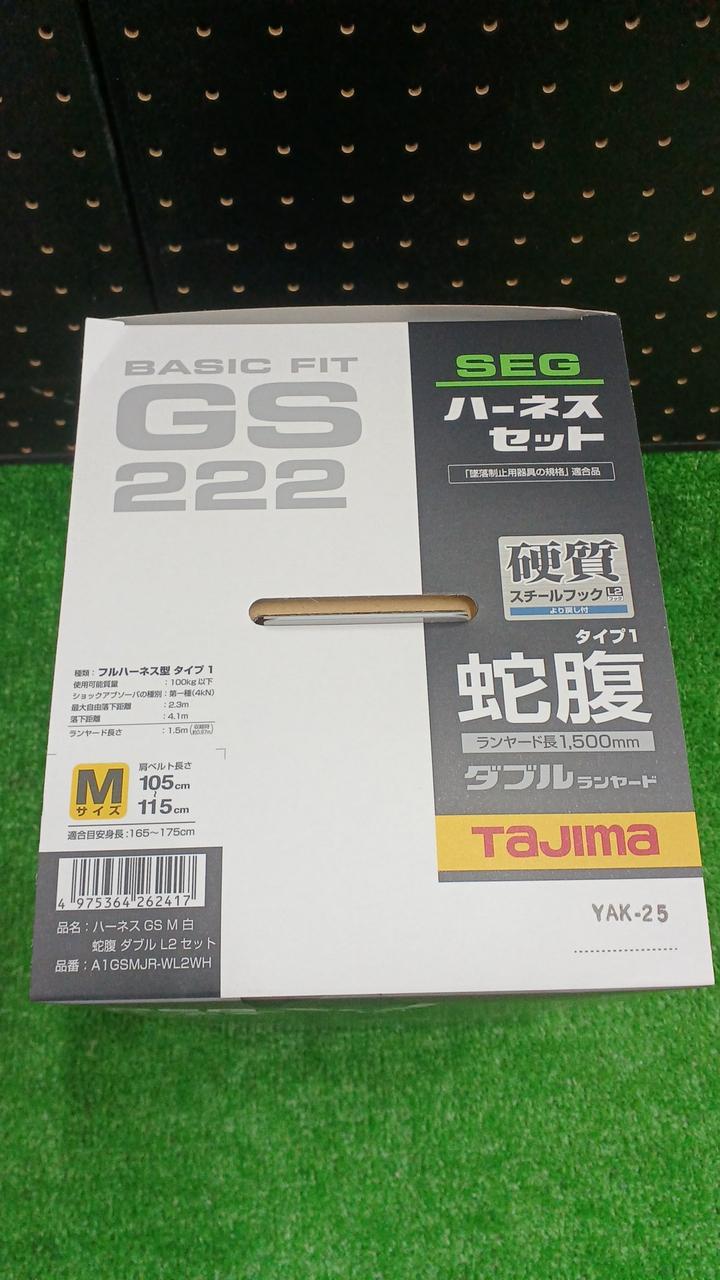 BASIC FIT
GS
222
SEG
ハーネス
セット
「墜落制止用器具の規格」適合品
硬質
スチールフック L2
より戻し付
タイプ1
蛇腹
ランヤード長1,500mm
ダブルランヤード
TaJIma
YAK-25
種類：フルハーネス型 タイプ 1
使用可能質量 ：100kg 以下
ショックアブソーバの種別：第一種(4kN)
最大自由落下距離 ：2.3m
落下距離 ：4.1m
ランヤード長さ ：1.5m
M
サイズ
肩ベルト長さ
105cm
〜
115cm
適合目安身長：165〜175cm
4 975364 262417
品名：ハーネス GS M 白
蛇腹 ダブル L2 セット
品番：A1GSMJR-WL2WH